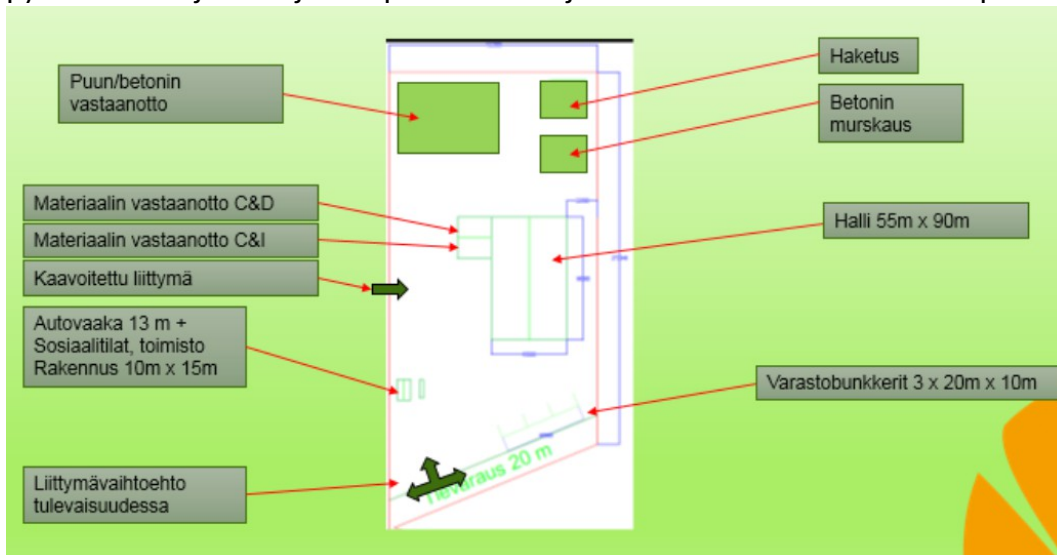 Puun/betonin
vastaanotto
Haketus
Betonin
murskaus
Materiaalin vastaanotto C&D
Materiaalin vastaanotto C&I
Halli 55m x 90m
Kaavoitettu liittymä
Autovaaka 13 m +
Sosiaalitilat, toimisto
Rakennus 10m x 15m
Varastobunkkerit 3 x 20m x 10m
Tievaraus 20 m
Liittymävaihtoehto
tulevaisuudessa